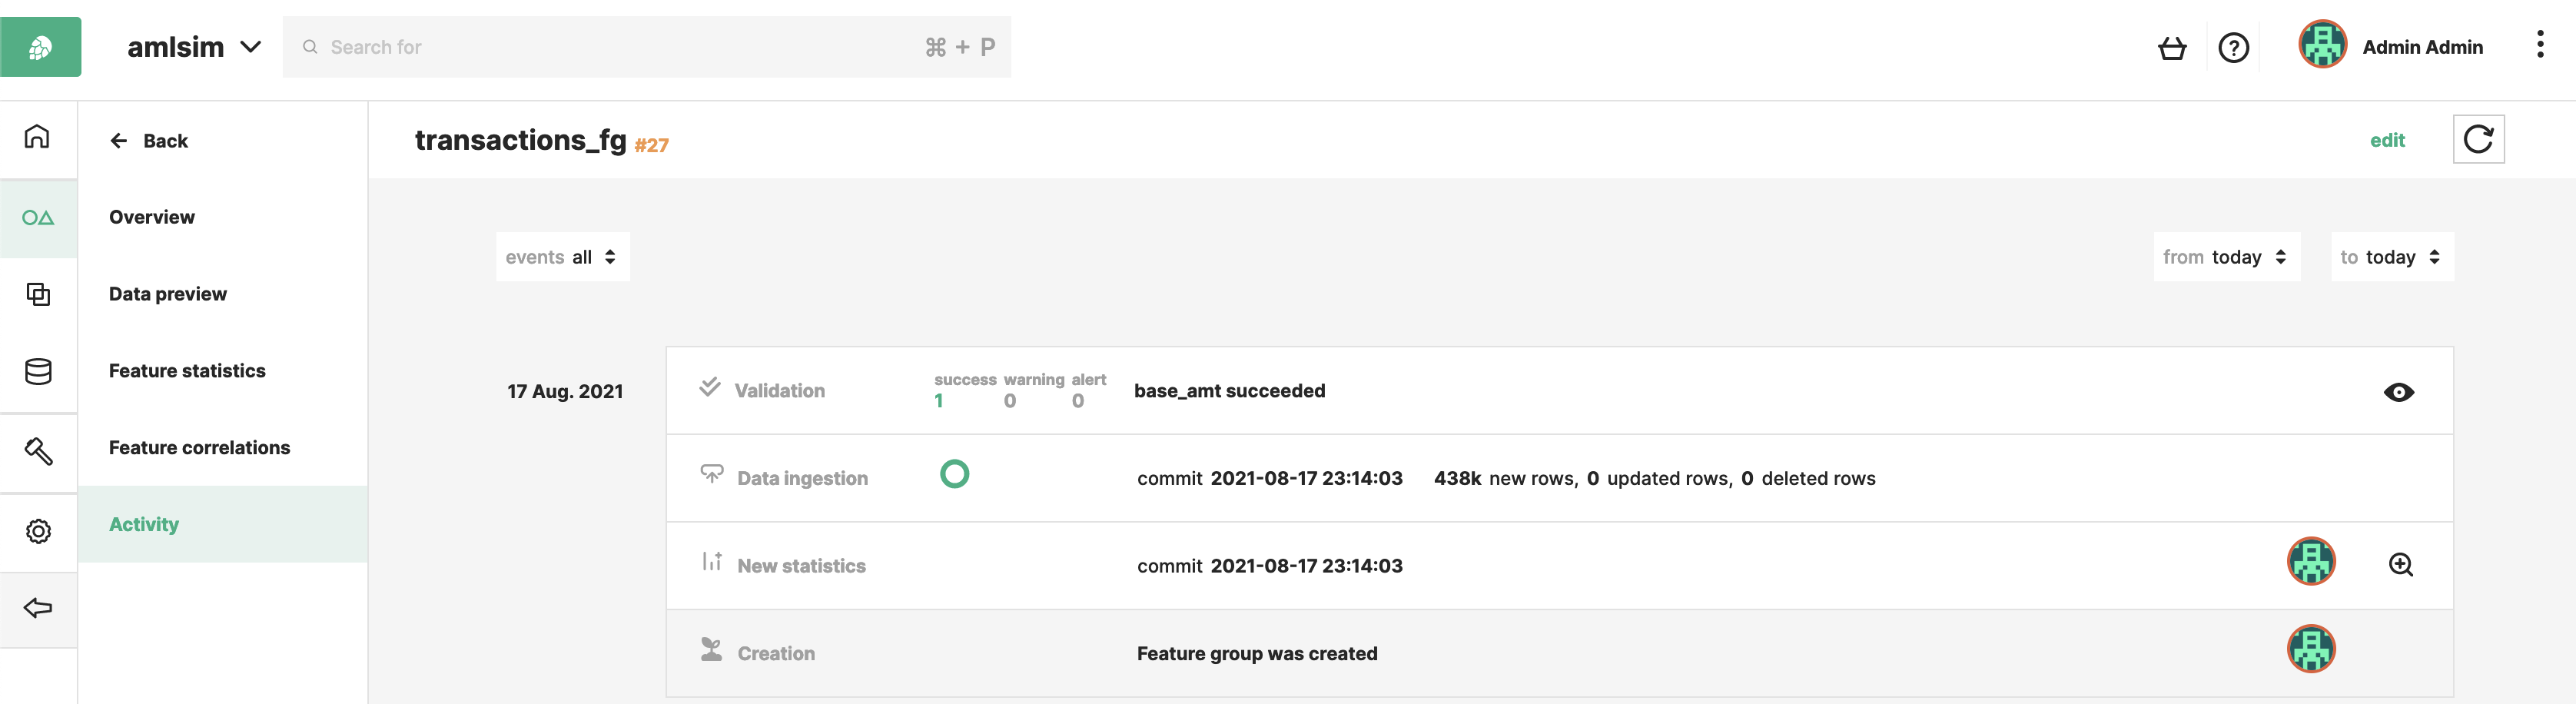 amlsim
Search for
⌘ + P
Admin Admin
Back
transactions_fg #27
edit
Overview
Data preview
Feature statistics
Feature correlations
Activity
events all
from today
to today
17 Aug. 2021
Validation
success warning alert
1 0 0
base_amt succeeded
Data ingestion
commit 2021-08-17 23:14:03 438k new rows, 0 updated rows, 0 deleted rows
New statistics
commit 2021-08-17 23:14:03
Creation
Feature group was created